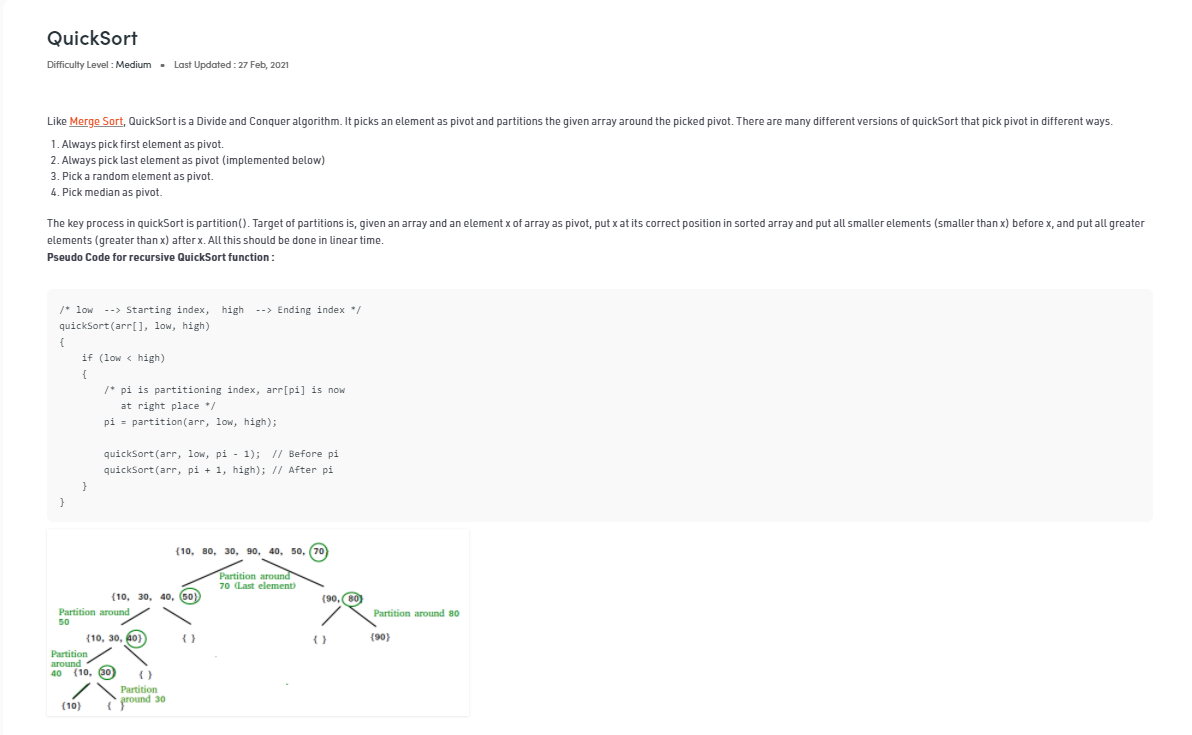 QuickSort
Difficulty Level : Medium • Last Updated : 27 Feb, 2021
Like Merge Sort, QuickSort is a Divide and Conquer algorithm. It picks an element as pivot and partitions the given array around the picked pivot. There are many different versions of quickSort that pick pivot in different ways.
1. Always pick first element as pivot.
2. Always pick last element as pivot (implemented below)
3. Pick a random element as pivot.
4. Pick median as pivot.
The key process in quickSort is partition(). Target of partitions is, given an array and an element x of array as pivot, put x at its correct position in sorted array and put all smaller elements (smaller than x) before x, and put all greater
elements (greater than x) after x. All this should be done in linear time.
Pseudo Code for recursive QuickSort function :
/* low  --> Starting index,  high  --> Ending index */
quickSort(arr[], low, high)
{
    if (low < high)
    {
        /* pi is partitioning index, arr[pi] is now
           at right place */
        pi = partition(arr, low, high);
        quickSort(arr, low, pi - 1);  // Before pi
        quickSort(arr, pi + 1, high); // After pi
    }
}
{10, 80, 30, 90, 40, 50, 70}
Partition around
70 (Last element)
{10, 30, 40, 50}
{90, 80}
Partition around
50
Partition around 80
{10, 30, 40}
{ }
{ }
{90}
Partition
around
40
{10, 30}
{ }
Partition
around 30
{10}
{ }